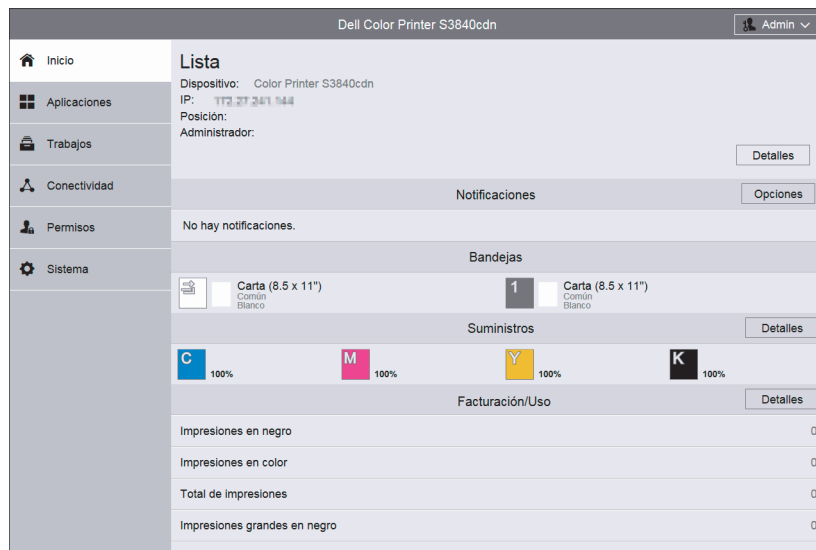 Dell Color Printer S3840cdn
Admin
Inicio
Aplicaciones
Trabajos
Conectividad
Permisos
Sistema
Lista
Dispositivo: Color Printer S3840cdn
IP:
Posición:
Administrador:
Detalles
Notificaciones
Opciones
No hay notificaciones.
Bandejas
Carta (8.5 x 11")
Común
Blanco
1
Carta (8.5 x 11")
Común
Blanco
Suministros
Detalles
C 100%
M 100%
Y 100%
K 100%
Facturación/Uso
Detalles
Impresiones en negro 0
Impresiones en color 0
Total de impresiones 0
Impresiones grandes en negro 0